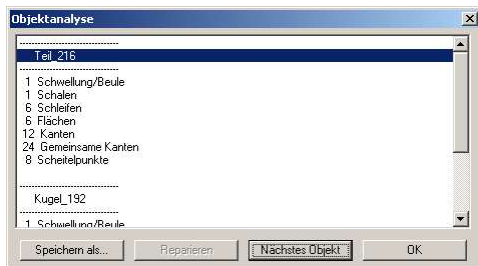 Objektanalyse
--------------------------------
Teil_216
--------------------------------
1 Schwellung/Beule
1 Schalen
6 Schleifen
6 Flächen
12 Kanten
24 Gemeinsame Kanten
8 Scheitelpunkte
--------------------------------
Kugel_192
--------------------------------
1 Schwellung/Beule
Speichern als... Reparieren Nächstes Objekt OK